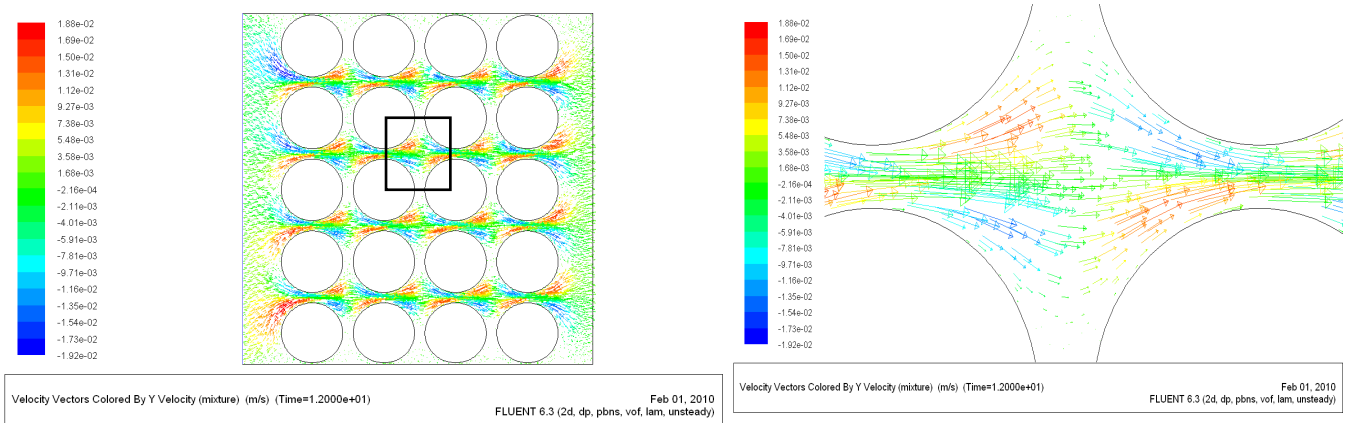 1.88e-02
1.69e-02
1.50e-02
1.31e-02
1.12e-02
9.27e-03
7.38e-03
5.48e-03
3.58e-03
1.68e-03
-2.16e-04
-2.11e-03
-4.01e-03
-5.91e-03
-7.81e-03
-9.71e-03
-1.16e-02
-1.35e-02
-1.54e-02
-1.73e-02
-1.92e-02
Velocity Vectors Colored By Y Velocity (mixture) (m/s) (Time=1.2000e+01)
Feb 01, 2010
FLUENT 6.3 (2d, dp, pbns, vof, lam, unsteady)
1.88e-02
1.69e-02
1.50e-02
1.31e-02
1.12e-02
9.27e-03
7.38e-03
5.48e-03
3.58e-03
1.68e-03
-2.16e-04
-2.11e-03
-4.01e-03
-5.91e-03
-7.81e-03
-9.71e-03
-1.16e-02
-1.35e-02
-1.54e-02
-1.73e-02
-1.92e-02
Velocity Vectors Colored By Y Velocity (mixture) (m/s) (Time=1.2000e+01)
Feb 01, 2010
FLUENT 6.3 (2d, dp, pbns, vof, lam, unsteady)